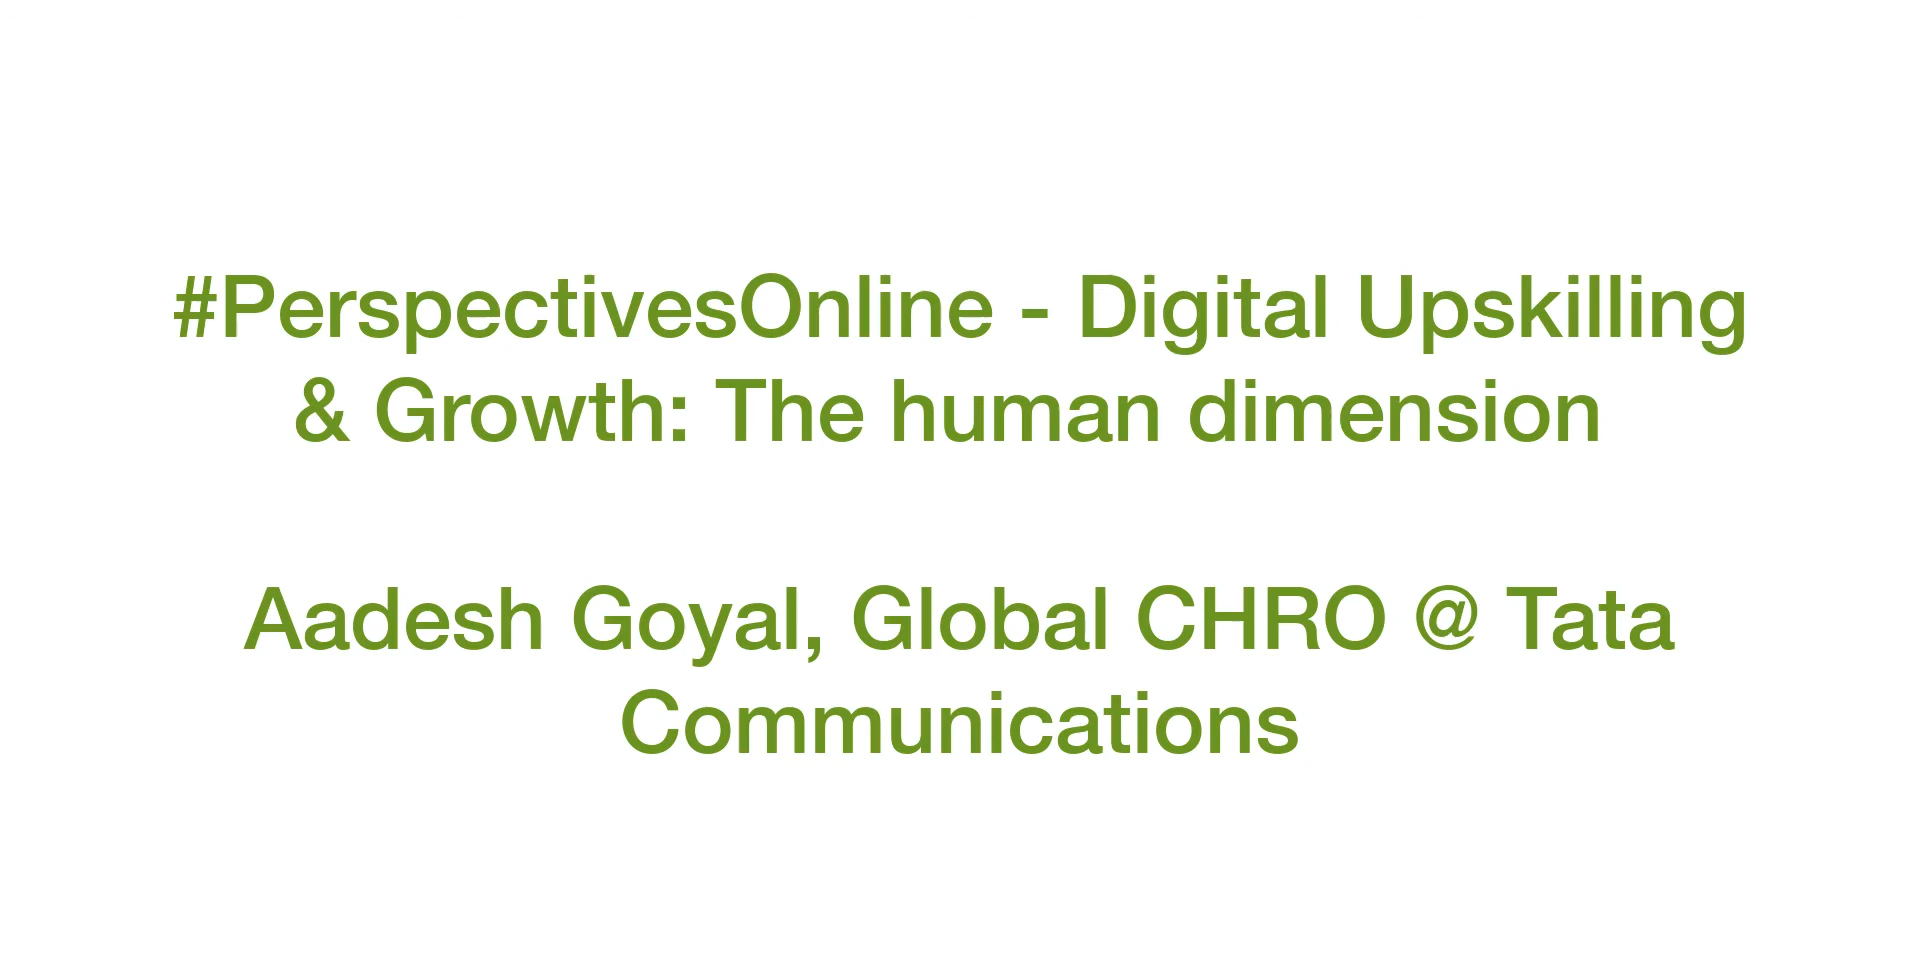 #PerspectivesOnline - Digital Upskilling
& Growth: The human dimension
Aadesh Goyal, Global CHRO @ Tata
Communications